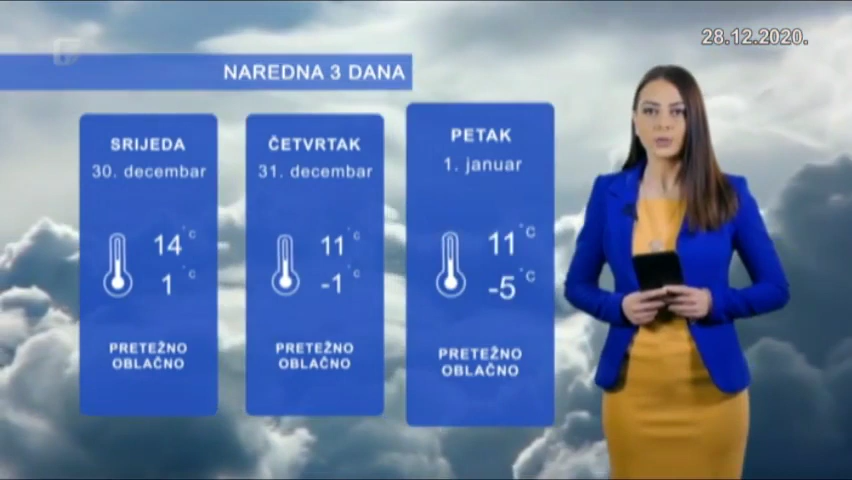 28.12.2020.
NAREDNA 3 DANA
SRIJEDA
30. decembar
14 °C
1 °C
PRETEŽNO
OBLAČNO
ČETVRTAK
31. decembar
11 °C
-1 °C
PRETEŽNO
OBLAČNO
PETAK
1. januar
11 °C
-5 °C
PRETEŽNO
OBLAČNO